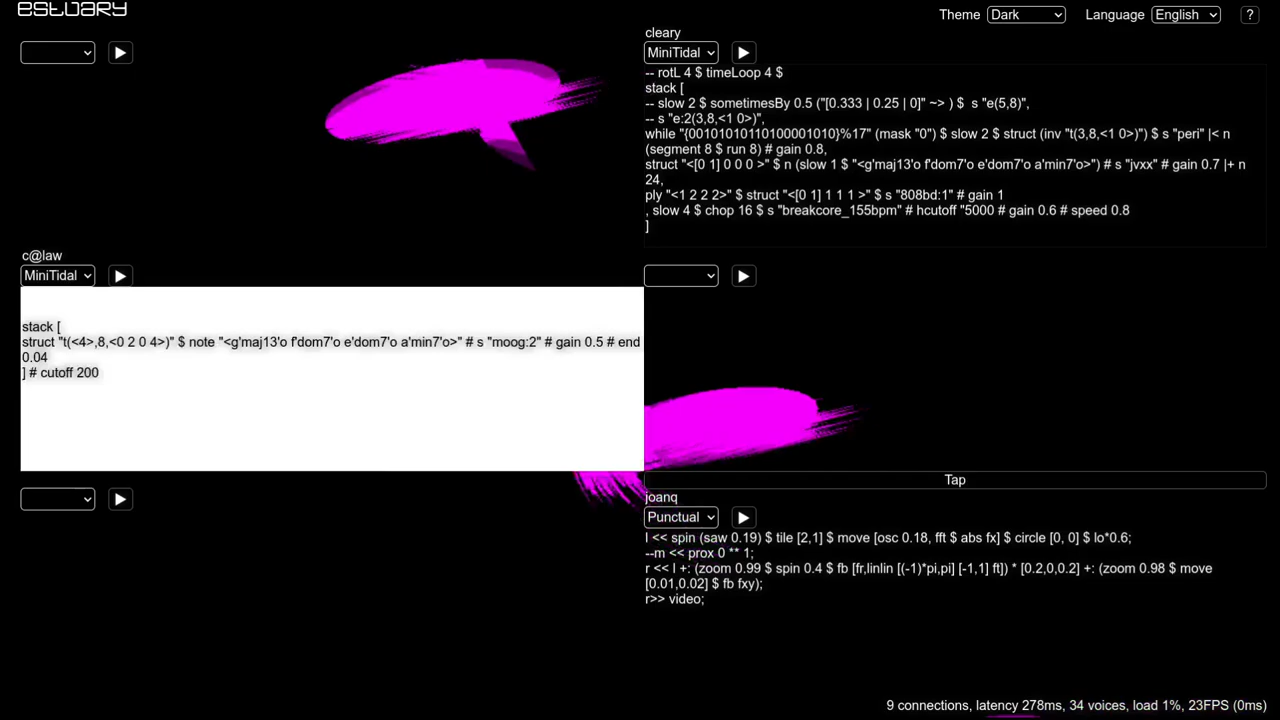 estuary
Theme Dark Language English ?
cleary
MiniTidal
-- rotL 4 $ timeLoop 4 $
stack [
-- slow 2 $ sometimesBy 0.5 ("[0.333 | 0.25 | 0]" ~> ) $  s "e(5,8)",
-- s "e:2(3,8,<1 0>)",
while "{00101010110100001010}%17" (mask "0") $ slow 2 $ struct (inv "t(3,8,<1 0>)") $ s "peri" |< n
(segment 8 $ run 8) # gain 0.8,
struct "<[0 1] 0 0 0 >" $ n (slow 1 $ "<g'maj13'o f'dom7'o e'dom7'o a'min7'o>") # s "jvxx" # gain 0.7 |+ n
24,
ply "<1 2 2 2>" $ struct "<[0 1] 1 1 1 >" $ s "808bd:1" # gain 1
, slow 4 $ chop 16 $ s "breakcore_155bpm" # hcutoff "5000 # gain 0.6 # speed 0.8
]
c@law
MiniTidal
stack [
struct "t(<4>,8,<0 2 0 4>)" $ note "<g'maj13'o f'dom7'o e'dom7'o a'min7'o>" # s "moog:2" # gain 0.5 # end
0.04
] # cutoff 200
Tap
joanq
Punctual
l << spin (saw 0.19) $ tile [2,1] $ move [osc 0.18, fft $ abs fx] $ circle [0, 0] $ lo*0.6;
--m << prox 0 ** 1;
r << l +: (zoom 0.99 $ spin 0.4 $ fb [fr,linlin [(-1)*pi,pi] [-1,1] ft]) * [0.2,0,0.2] +: (zoom 0.98 $ move
[0.01,0.02] $ fb fxy);
r>> video;
9 connections, latency 278ms, 34 voices, load 1%, 23FPS (0ms)